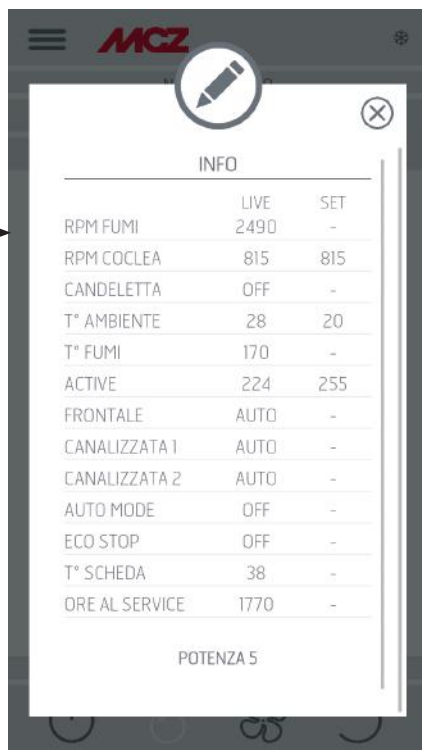 MCZ
INFO
LIVE SET
RPM FUMI 2490 -
RPM COCLEA 815 815
CANDELETTA OFF -
T° AMBIENTE 28 20
T° FUMI 170 -
ACTIVE 224 255
FRONTALE AUTO -
CANALIZZATA 1 AUTO -
CANALIZZATA 2 AUTO -
AUTO MODE OFF -
ECO STOP OFF -
T° SCHEDA 38 -
ORE AL SERVICE 1770 -
POTENZA 5